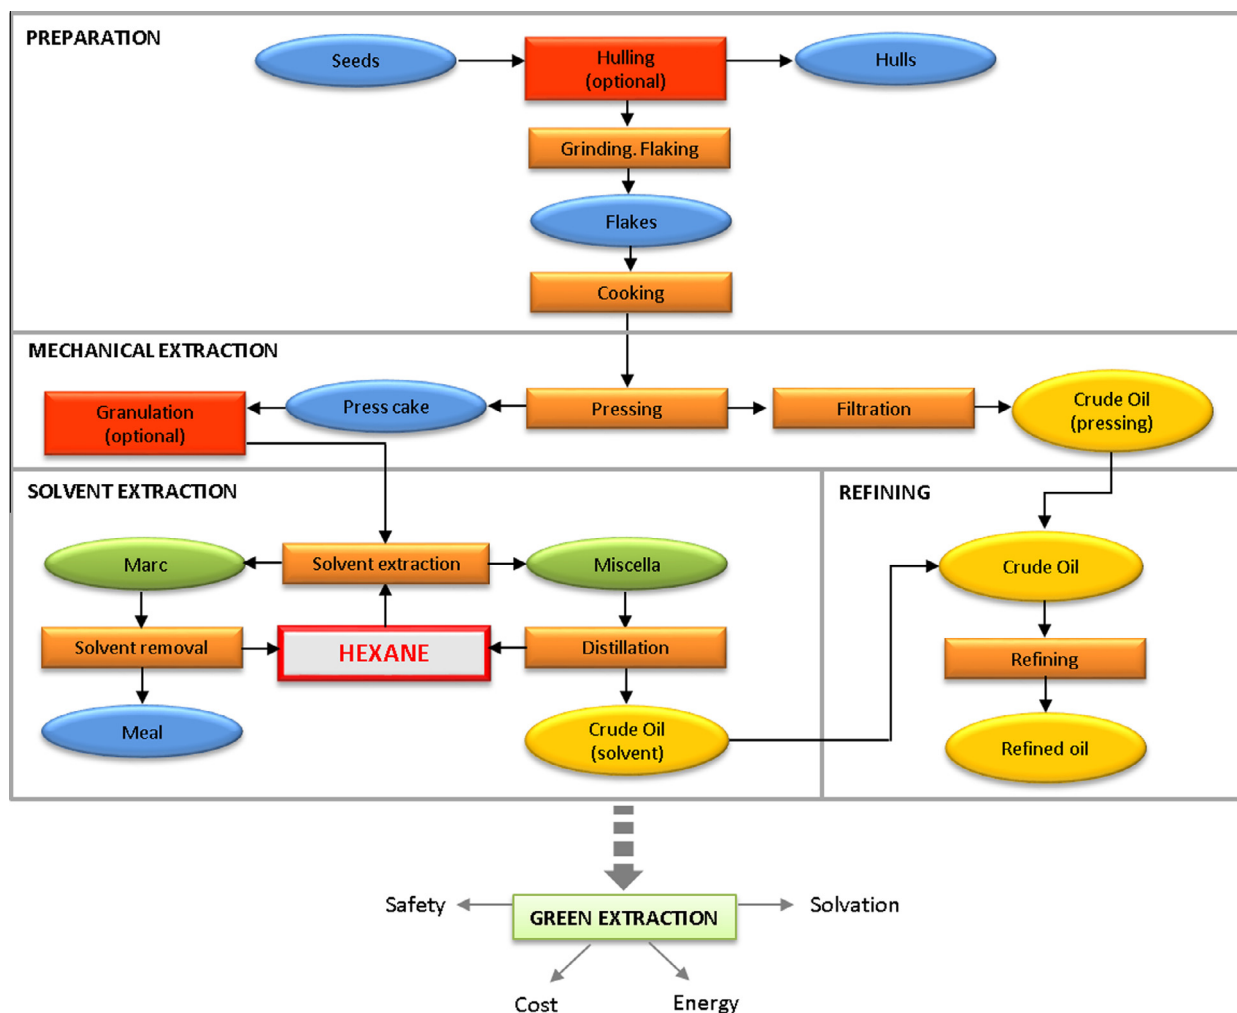 PREPARATION
Seeds
Hulling
(optional)
Hulls
Grinding. Flaking
Flakes
Cooking
MECHANICAL EXTRACTION
Granulation
(optional)
Press cake
Pressing
Filtration
Crude Oil
(pressing)
SOLVENT EXTRACTION
REFINING
Marc
Solvent extraction
Miscella
Crude Oil
Solvent removal
HEXANE
Distillation
Refining
Meal
Crude Oil
(solvent)
Refined oil
Safety
GREEN EXTRACTION
Solvation
Cost
Energy